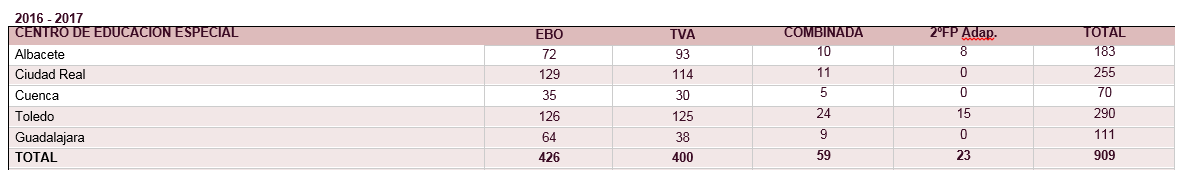 2016 - 2017
CENTRO DE EDUCACION ESPECIAL EBO TVA COMBINADA 2ºFP Adap. TOTAL
Albacete 72 93 10 8 183
Ciudad Real 129 114 11 0 255
Cuenca 35 30 5 0 70
Toledo 126 125 24 15 290
Guadalajara 64 38 9 0 111
TOTAL 426 400 59 23 909